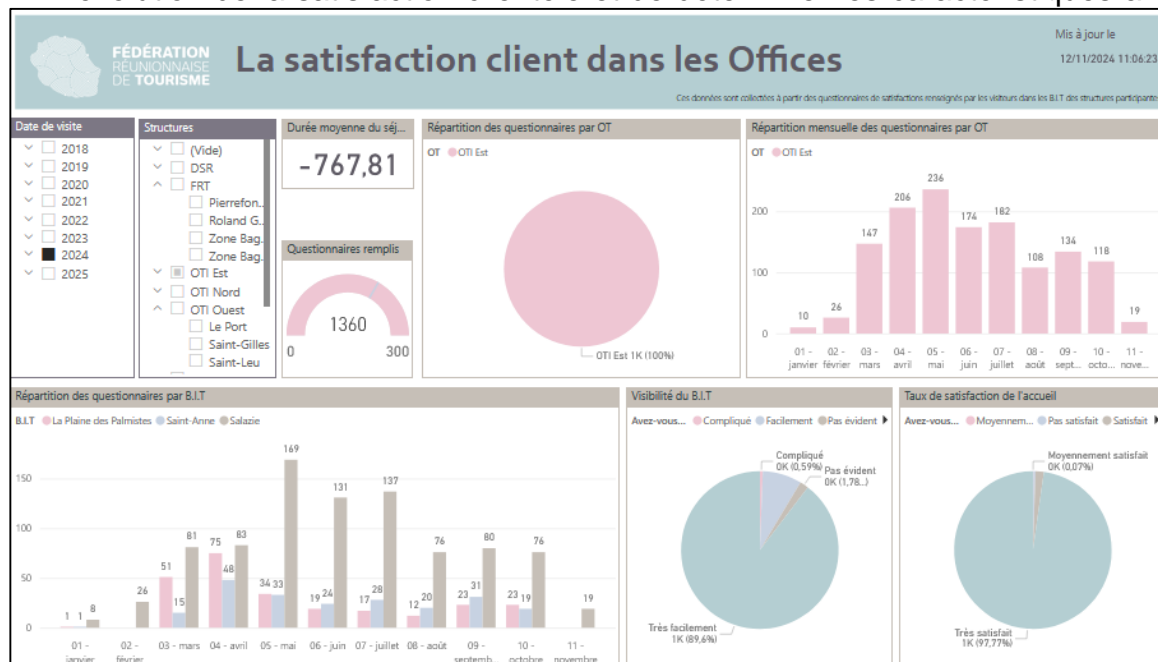 FÉDÉRATION
RÉUNIONNAISE
DE TOURISME
La satisfaction client dans les Offices
Mis à jour le
12/11/2024 11:06:23
Ces données sont collectées à partir des questionnaires de satisfactions renseignés par les visiteurs dans les B.I.T des structures participante
Date de visite
2018
2019
2020
2021
2022
2023
2024
2025
Structures
(Vide)
DSR
FRT
Pierrefon...
Roland G...
Zone Bag...
Zone Bag...
OTI Est
OTI Nord
OTI Ouest
Le Port
Saint-Gilles
Saint-Leu
Durée moyenne du séj...
-767,81
Questionnaires remplis
1360
0 300
Répartition des questionnaires par OT
OT OTI Est
OTI Est 1K (100%)
Répartition mensuelle des questionnaires par OT
OT OTI Est
200
100
0
10 26 147 206 236 174 182 108 134 118 19
01 - janvier
02 - février
03 - mars
04 - avril
05 - mai
06 - juin
07 - juillet
08 - août
09 - sept...
10 - octo...
11 - nove...
Répartition des questionnaires par B.I.T
B.I.T La Plaine des Palmistes Saint-Anne Salazie
150
100
50
0
1 1 8
26
51 15 81
75 48 83
34 33 169
19 24 131
17 28 137
12 20 76
23 31 80
23 19 76
19
01 - janvier
02 - février
03 - mars
04 - avril
05 - mai
06 - juin
07 - juillet
08 - août
09 - septemb...
10 - octobre
11 - novembre
Visibilité du B.I.T
Avez-vous... Compliqué Facilement Pas évident
Compliqué
0K (0,59%)
Pas évident
0K (1,78...)
Très facilement
1K (89,6%)
Taux de satisfaction de l'accueil
Avez-vous... Moyennem... Pas satisfait Satisfait
Moyennement satisfait
0K (0,07%)
Très satisfait
1K (97,77%)